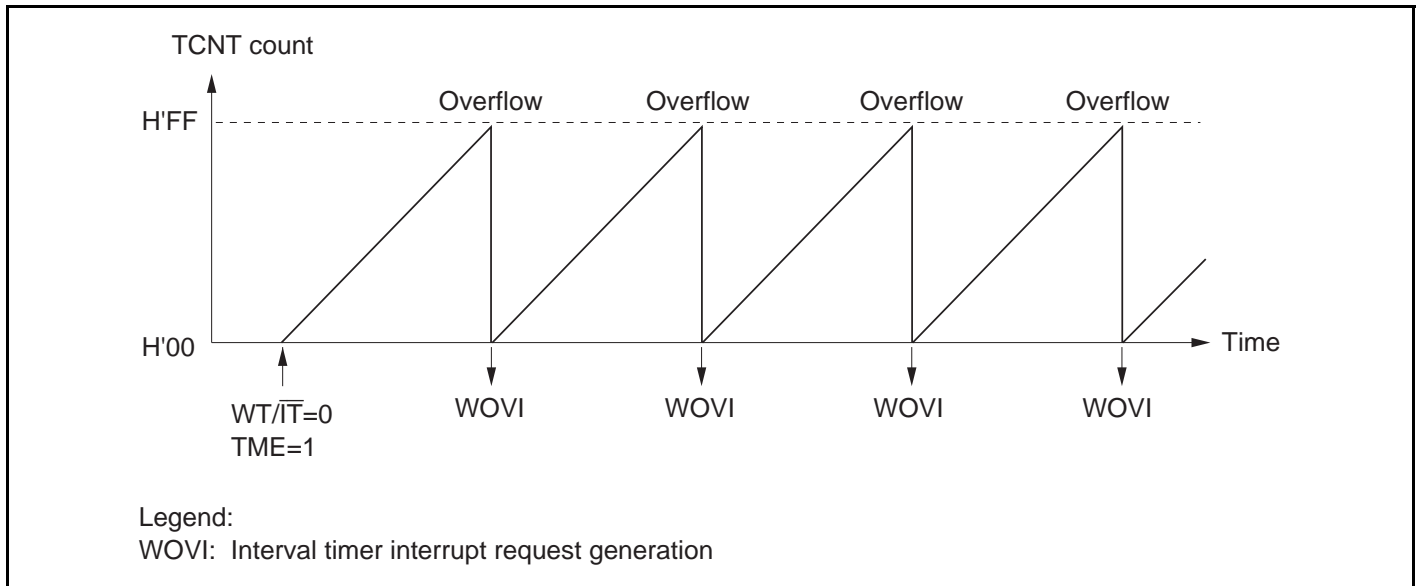 TCNT count
Overflow Overflow Overflow Overflow
H'FF
H'00
Time
WT/I̅T̅=0
TME=1
WOVI WOVI WOVI WOVI
Legend:
WOVI: Interval timer interrupt request generation